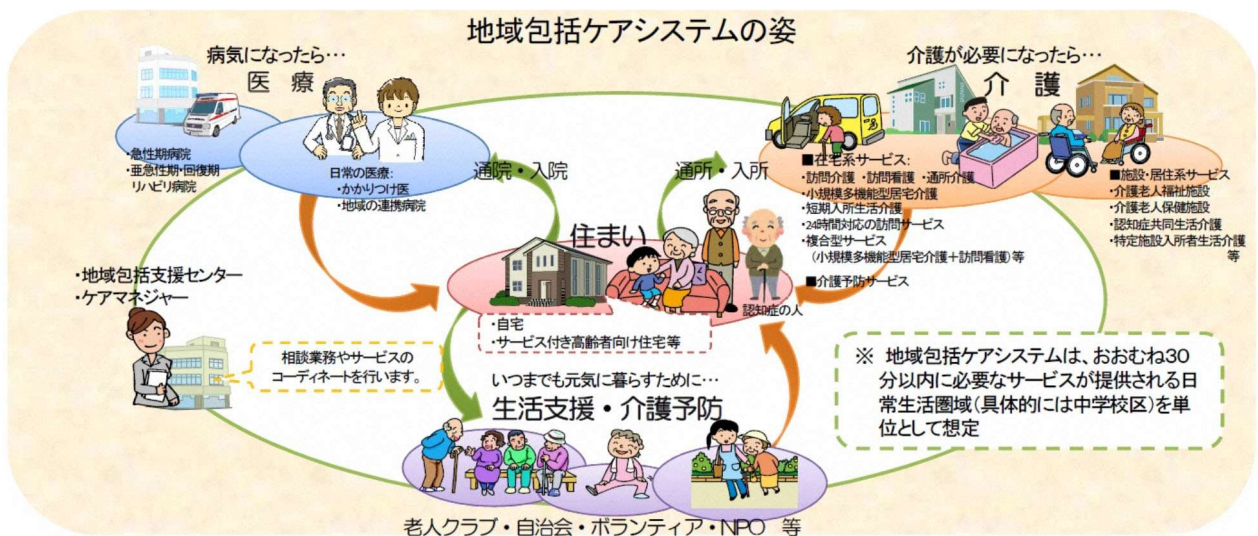 地域包括ケアシステムの姿
病気になったら…
医 療
・急性期病院
・亜急性期・回復期
リハビリ病院
日常の医療:
・かかりつけ医
・地域の連携病院
通院・入院
通所・入所
介護が必要になったら…
介 護
■在宅系サービス:
・訪問介護 ・訪問看護 ・通所介護
・小規模多機能型居宅介護
・短期入所生活介護
・24時間対応の訪問サービス
・複合型サービス
(小規模多機能型居宅介護+訪問看護)等
■介護予防サービス
■施設・居住系サービス
・介護老人福祉施設
・介護老人保健施設
・認知症共同生活介護
・特定施設入所者生活介護
等
住まい
認知症の人
・自宅
・サービス付き高齢者向け住宅等
・地域包括支援センター
・ケアマネジャー
相談業務やサービスの
コーディネートを行います。
いつまでも元気に暮らすために…
生活支援・介護予防
老人クラブ・自治会・ボランティア・NPO 等
※ 地域包括ケアシステムは、おおむね30
分以内に必要なサービスが提供される日
常生活圏域(具体的には中学校区)を単
位として想定